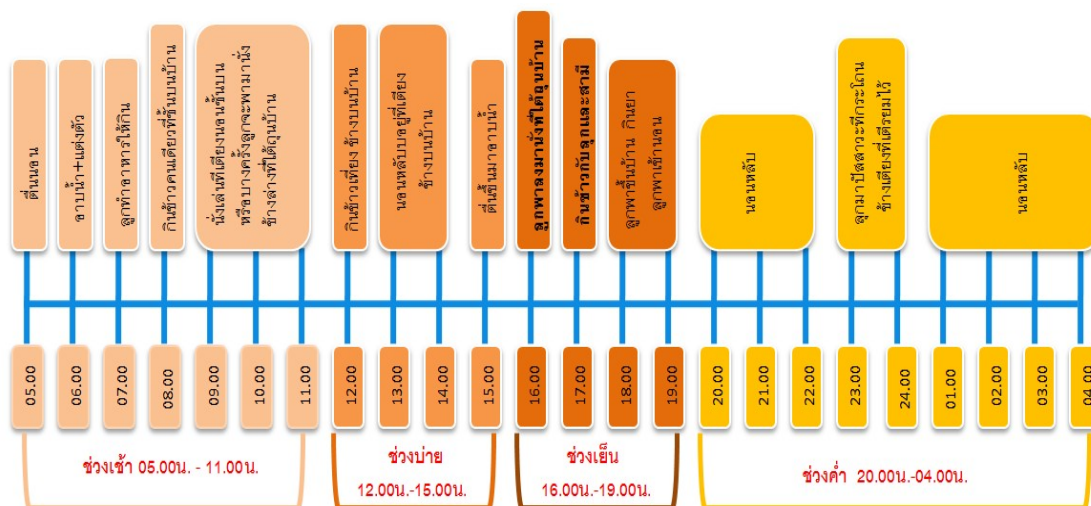 ตื่นนอน
อาบน้ำ+แต่งตัว
ลูกทำอาหารให้กิน
กินข้าวคนเดียวที่ชั้นบนบ้าน
นั่งเล่นที่เตียงนอนชั้นบน
หรือบางครั้งลูกจะพามานั่ง
ข้างล่างที่ใต้ถุนบ้าน
กินข้าวเที่ยง ข้างบนบ้าน
นอนหลับบอยู่ที่เตียง
ข้างบนบ้าน
ตื่นขึ้นมาอาบน้ำ
ลูกพาลงมานั่งที่ใต้ถุนบ้าน
กินข้าวกับลูกและสามี
ลูกพาขึ้นบ้าน กินยา
ลูกพาเข้านอน
นอนหลับ
ลุกมาปัสสาวะที่กระโถน
ข้างเตียงที่เตรียมไว้
นอนหลับ
05.00
06.00
07.00
08.00
09.00
10.00
11.00
12.00
13.00
14.00
15.00
16.00
17.00
18.00
19.00
20.00
21.00
22.00
23.00
24.00
01.00
02.00
03.00
04.00
ช่วงเช้า 05.00น. - 11.00น.
ช่วงบ่าย
12.00น.-15.00น.
ช่วงเย็น
16.00น.-19.00น.
ช่วงค่ำ 20.00น.-04.00น.